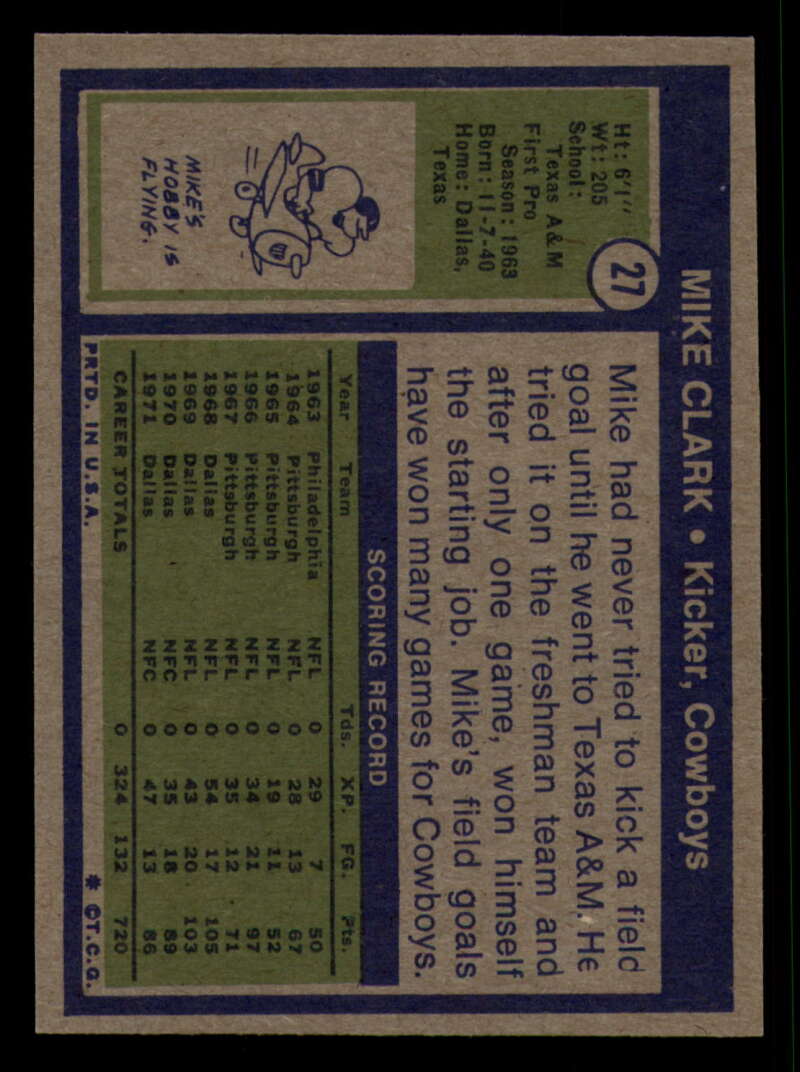 MIKE CLARK • Kicker, Cowboys
27
Ht: 6'1"
Wt: 205
School:
Texas A&M
First Pro
Season: 1963
Born: 11-7-40
Home: Dallas,
Texas
MIKE'S
HOBBY IS
FLYING.
Mike had never tried to kick a field
goal until he went to Texas A&M. He
tried it on the freshman team and
after only one game, won himself
the starting job. Mike's field goals
have won many games for Cowboys.
SCORING RECORD
Year Team Tds. XP. FG. Pts.
1963 Philadelphia NFL 0 29 7 50
1964 Pittsburgh NFL 0 28 13 67
1965 Pittsburgh NFL 0 19 11 52
1966 Pittsburgh NFL 0 34 21 97
1967 Pittsburgh NFL 0 35 12 71
1968 Dallas NFL 0 54 17 105
1969 Dallas NFL 0 43 20 103
1970 Dallas NFC 0 35 18 89
1971 Dallas NFC 0 47 13 86
CAREER TOTALS 0 324 132 720
PRTD. IN U.S.A. * ©T.C.G.